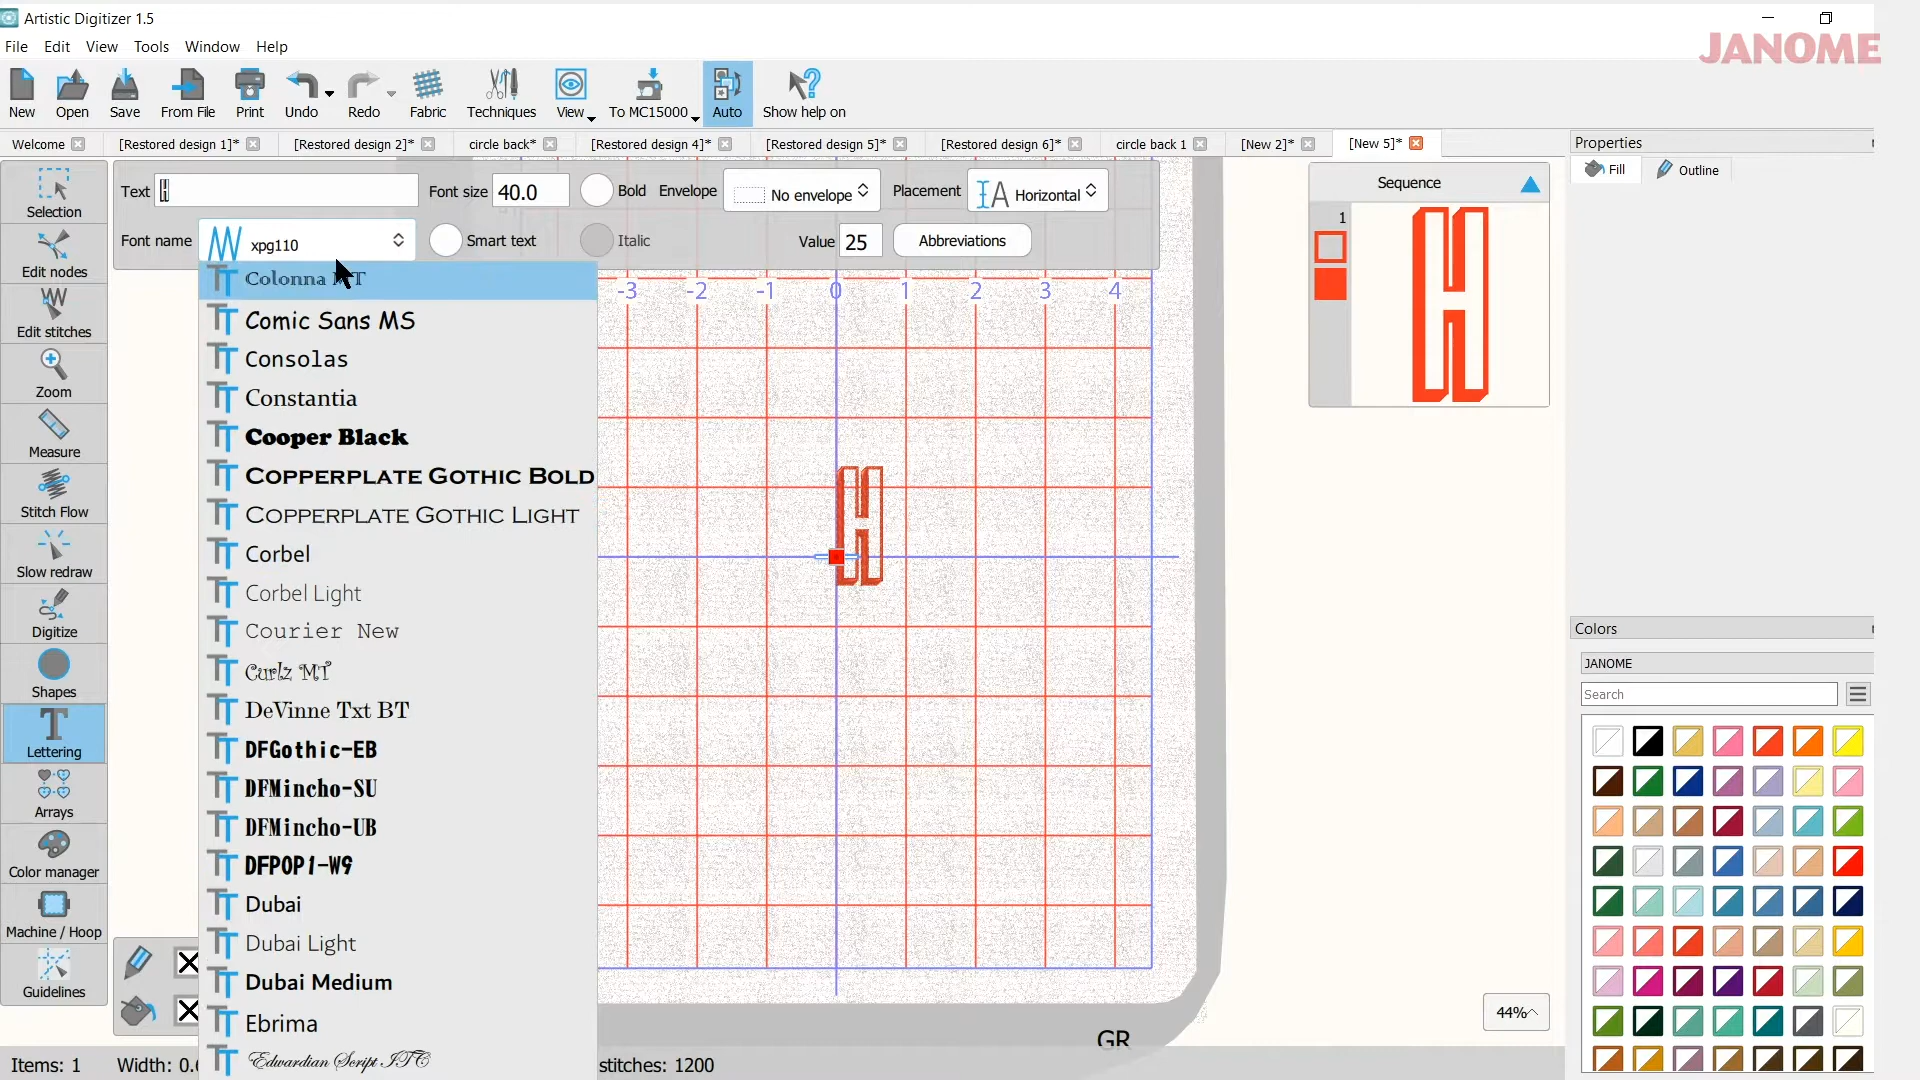 Artistic Digitizer 1.5
JANOME
File Edit View Tools Window Help
New Open Save From File Print Undo Redo Fabric Techniques View To MC15000 Auto Show help on
Welcome [Restored design 1]* [Restored design 2]* circle back* [Restored design 4]* [Restored design 5]* [Restored design 6]* circle back 1 [New 2]* [New 5]*
Properties
Fill Outline
Text Font size 40.0 Bold Envelope No envelope Placement Horizontal
Font name xpg110 Smart text Italic Value 25 Abbreviations
Sequence
1
H
Selection
Edit nodes
Edit stitches
Zoom
Measure
Stitch Flow
Slow redraw
Digitize
Shapes
Lettering
Arrays
Color manager
Machine / Hoop
Guidelines
Colonna MT
Comic Sans MS
Consolas
Constantia
Cooper Black
Copperplate Gothic Bold
Copperplate Gothic Light
Corbel
Corbel Light
Courier New
Curlz MT
DeVinne Txt BT
DFGothic-EB
DFMincho-SU
DFMincho-UB
DFPOP1-W9
Dubai
Dubai Light
Dubai Medium
Ebrima
Edwardian Script ITC
-3 -2 -1 0 1 2 3 4
H
GR
44%
Colors
JANOME
Search
Items: 1 Width: 0. stitches: 1200